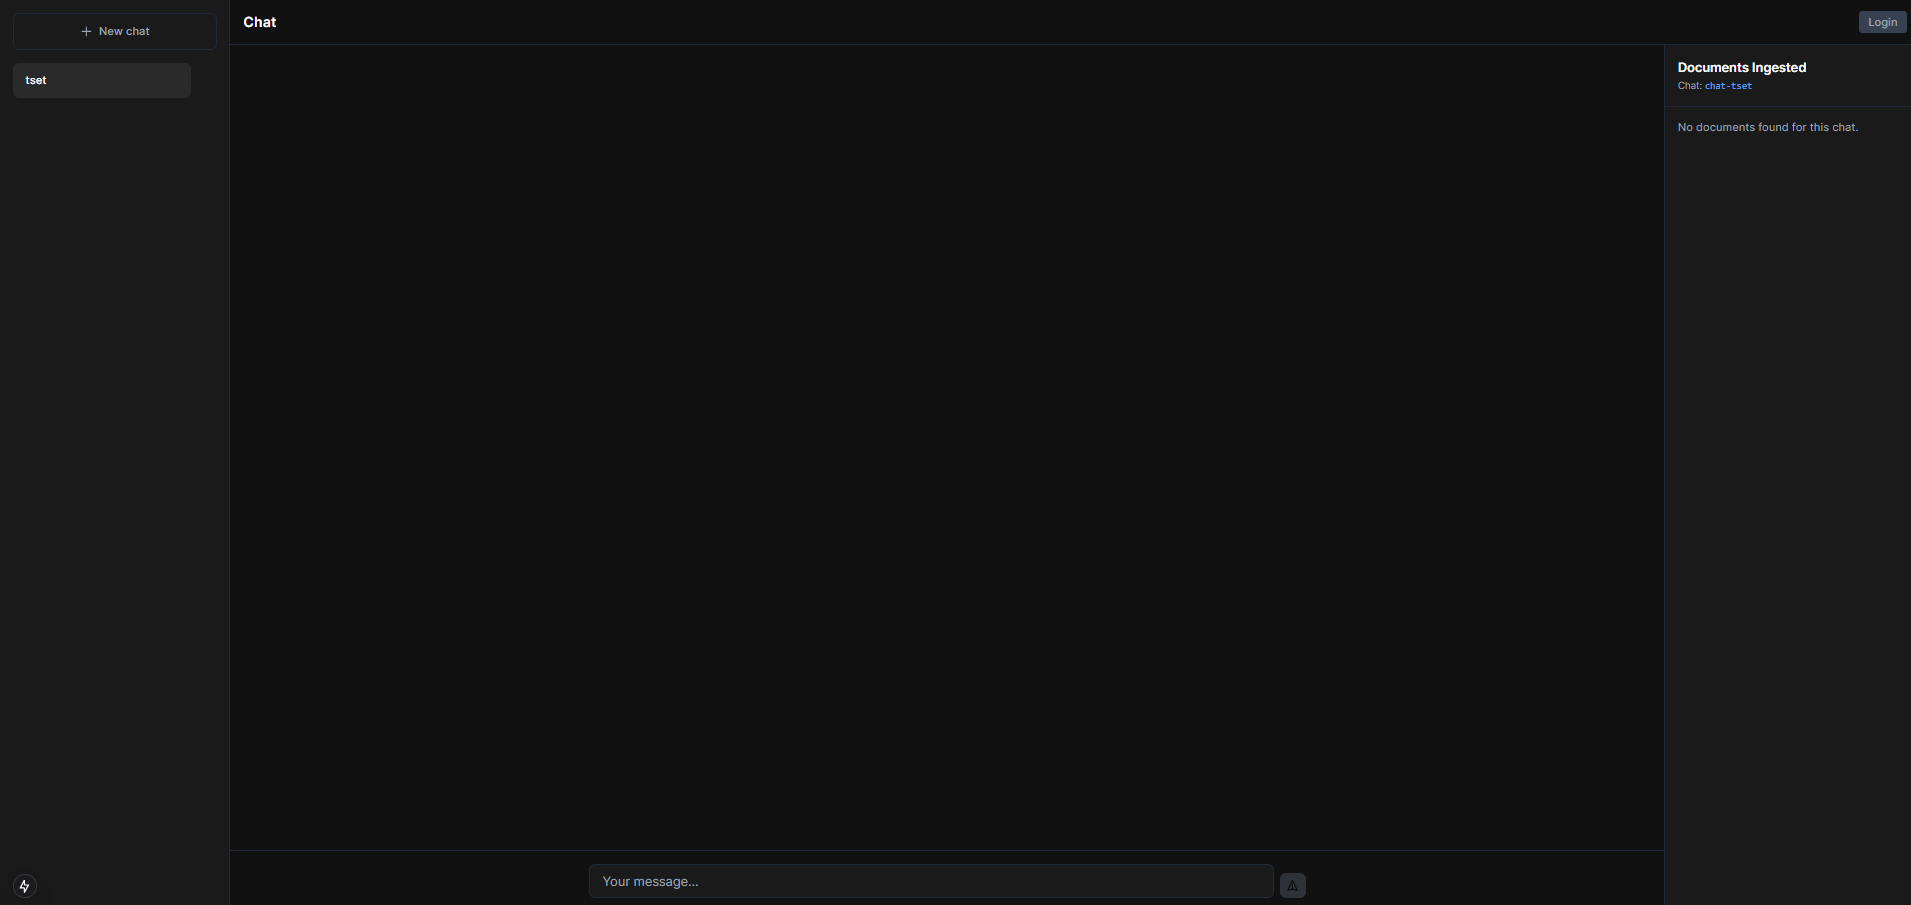 New chat
tset
Chat
Login
Documents Ingested
Chat: chat-tset
No documents found for this chat.
Your message...